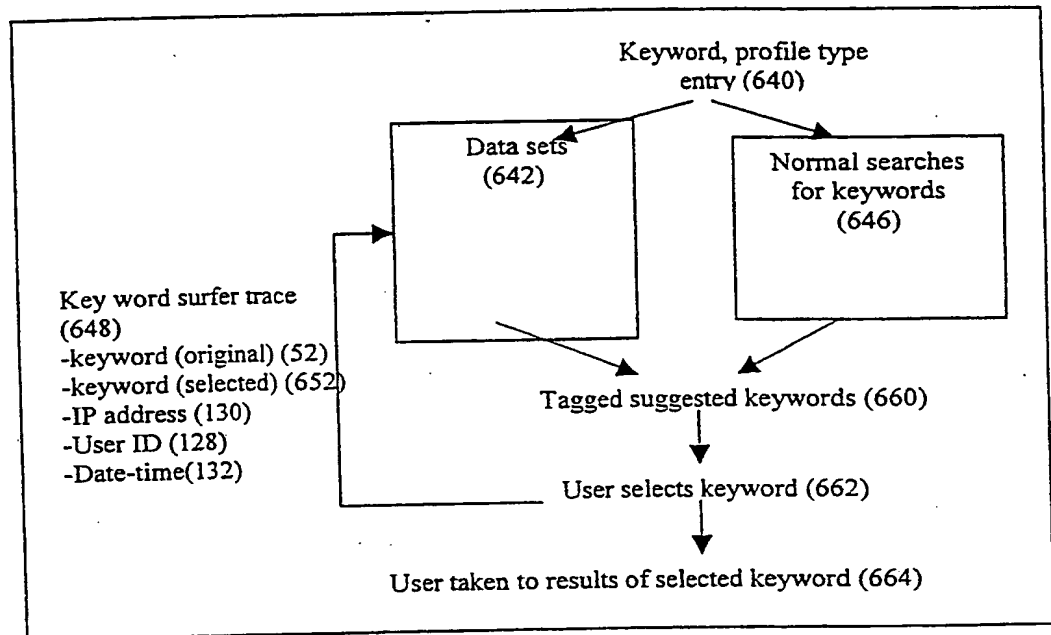 Keyword, profile type
entry (640)
Data sets
(642)
Normal searches
for keywords
(646)
Key word surfer trace
(648)
-keyword (original) (52)
-keyword (selected) (652)
-IP address (130)
-User ID (128)
-Date-time(132)
Tagged suggested keywords (660)
User selects keyword (662)
User taken to results of selected keyword (664)